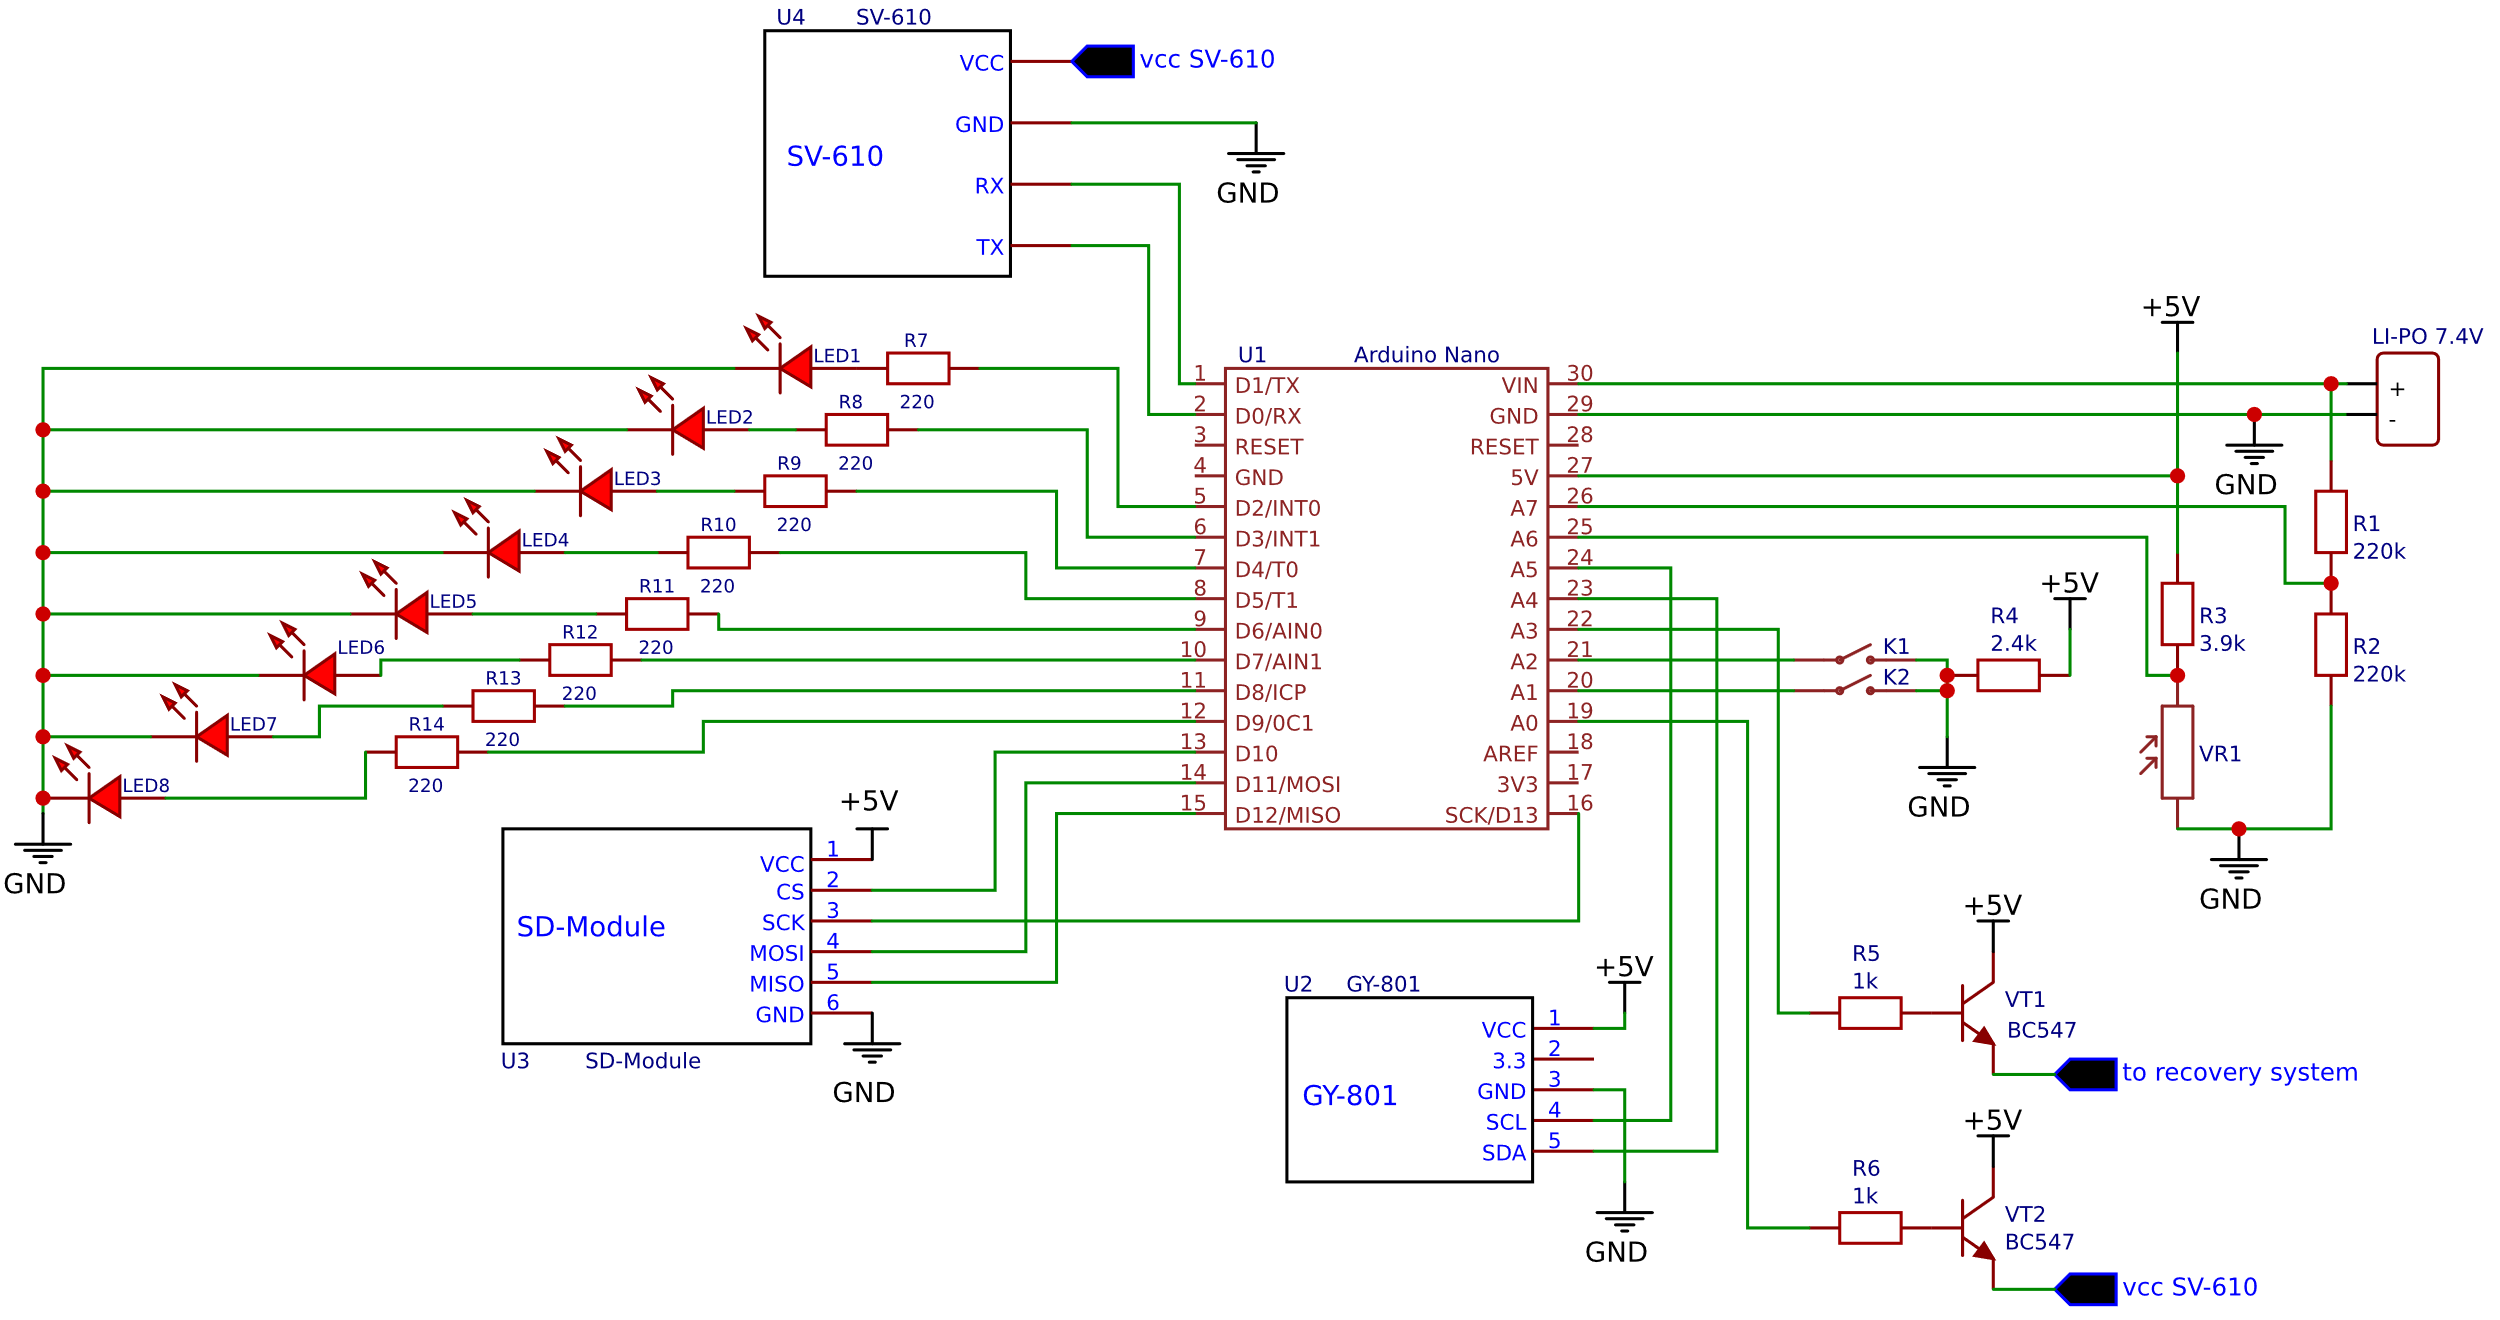 U4 SV-610
VCC
GND
SV-610
RX
TX
vcc SV-610
GND
LED1
R7
220
LED2
R8
220
LED3
R9
220
LED4
R10
220
LED5
R11
220
LED6
R12
220
LED7
R13
220
LED8
R14
220
GND
U1 Arduino Nano
1 D1/TX VIN 30
2 D0/RX GND 29
3 RESET RESET 28
4 GND 5V 27
5 D2/INT0 A7 26
6 D3/INT1 A6 25
7 D4/T0 A5 24
8 D5/T1 A4 23
9 D6/AIN0 A3 22
10 D7/AIN1 A2 21
11 D8/ICP A1 20
12 D9/0C1 A0 19
13 D10 AREF 18
14 D11/MOSI 3V3 17
15 D12/MISO SCK/D13 16
+5V
LI-PO 7.4V
+
-
GND
R1
220k
R2
220k
R3
3.9k
VR1
GND
+5V
R4
2.4k
K1
K2
GND
+5V
VCC 1
CS 2
SCK 3
SD-Module
MOSI 4
MISO 5
GND 6
U3 SD-Module
GND
+5V
U2 GY-801
VCC 1
3.3 2
GND 3
GY-801
SCL 4
SDA 5
GND
+5V
R5
1k
VT1
BC547
to recovery system
+5V
R6
1k
VT2
BC547
vcc SV-610